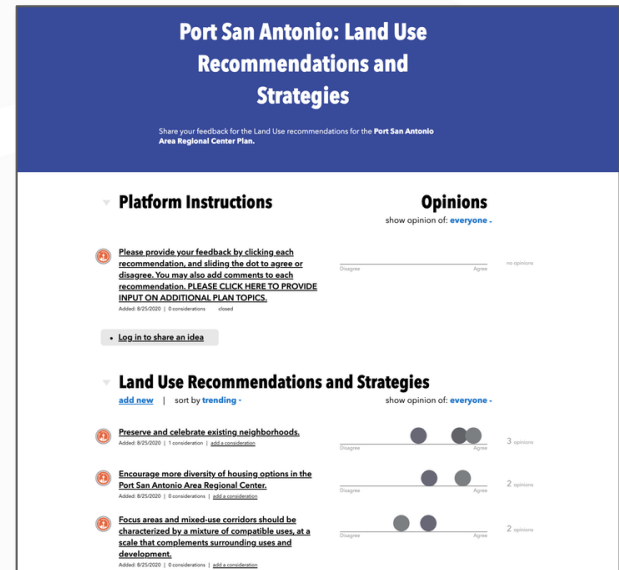 Port San Antonio: Land Use
Recommendations and
Strategies
Share your feedback for the Land Use recommendations for the Port San Antonio
Area Regional Center Plan.
Platform Instructions
Opinions
show opinion of: everyone
Please provide your feedback by clicking each
recommendation, and sliding the dot to agree or
disagree. You may also add comments to each
recommendation. PLEASE CLICK HERE TO PROVIDE
INPUT ON ADDITIONAL PLAN TOPICS.
Added: 8/25/2020 | 0 considerations closed
Disagree Agree
no opinions
• Log in to share an idea
Land Use Recommendations and Strategies
add new | sort by trending
show opinion of: everyone
Preserve and celebrate existing neighborhoods.
Added: 8/25/2020 | 1 consideration | add a consideration
Disagree Agree
3 opinions
Encourage more diversity of housing options in the
Port San Antonio Area Regional Center.
Added: 8/25/2020 | 0 considerations | add a consideration
Disagree Agree
2 opinions
Focus areas and mixed-use corridors should be
characterized by a mixture of compatible uses, at a
scale that complements surrounding uses and
development.
Added: 8/25/2020 | 0 considerations | add a consideration
Disagree Agree
2 opinions